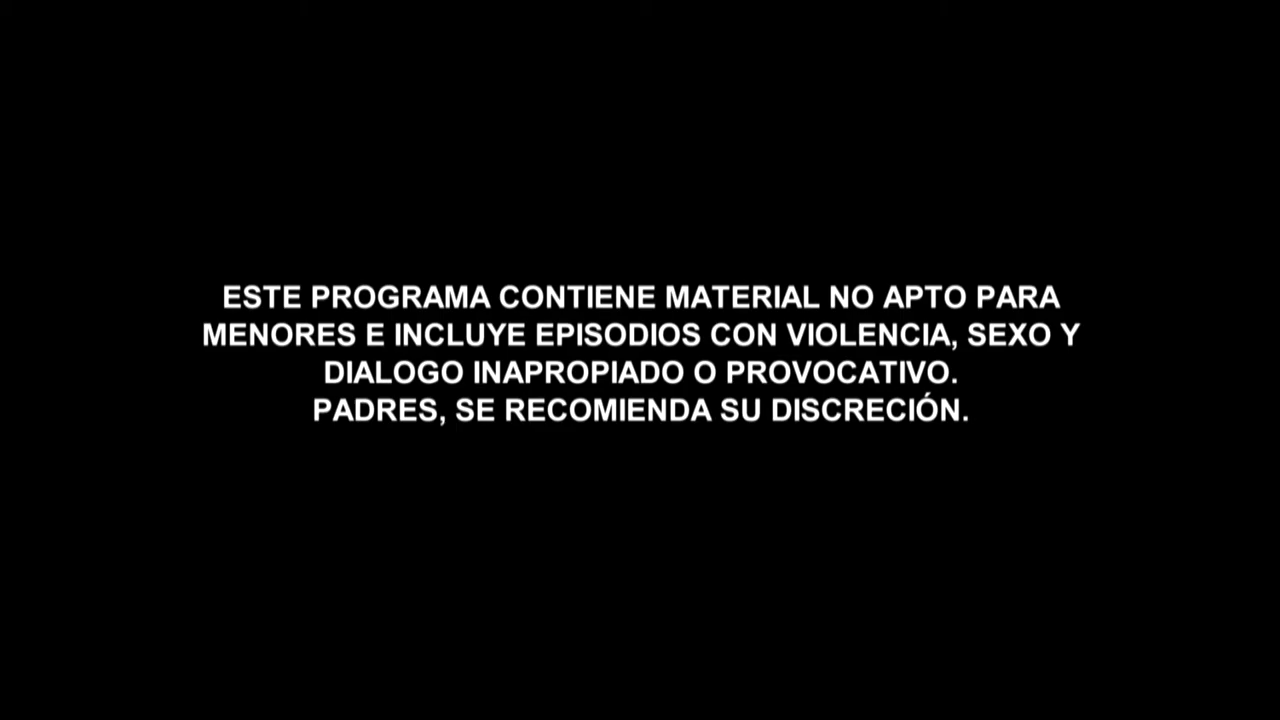 ESTE PROGRAMA CONTIENE MATERIAL NO APTO PARA
MENORES E INCLUYE EPISODIOS CON VIOLENCIA, SEXO Y
DIALOGO INAPROPIADO O PROVOCATIVO.
PADRES, SE RECOMIENDA SU DISCRECIÓN.